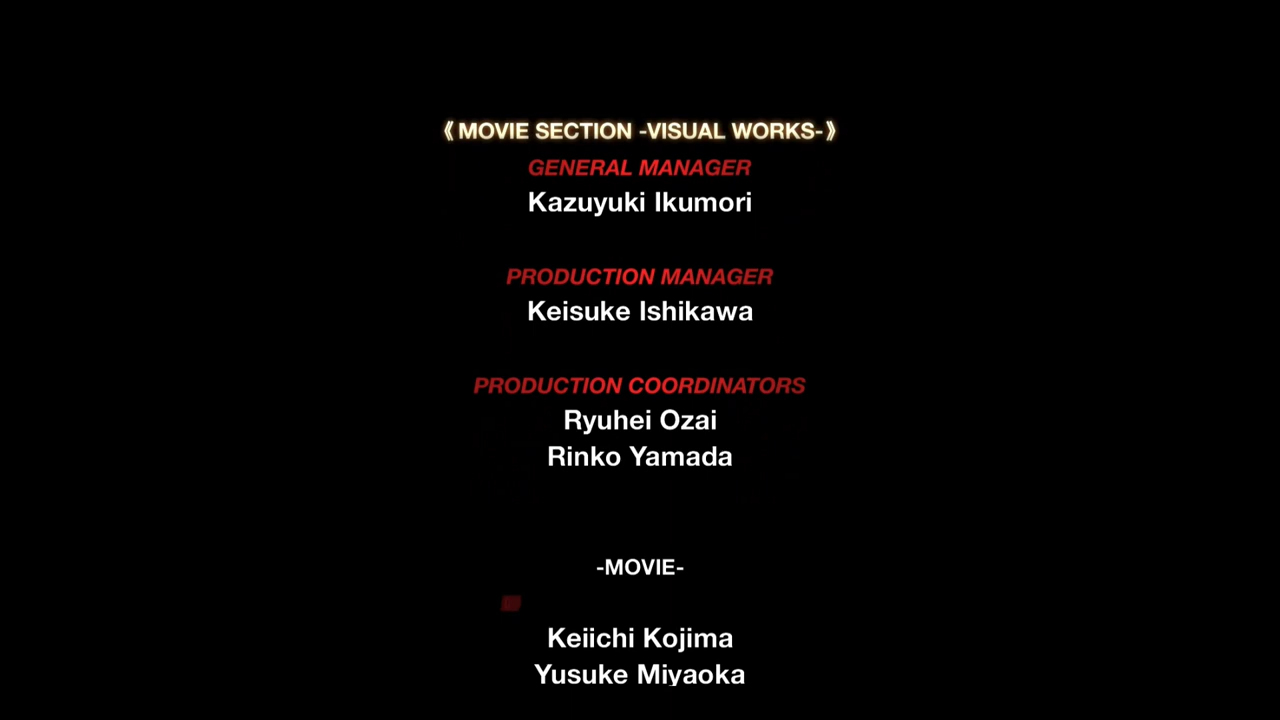 《MOVIE SECTION -VISUAL WORKS-》
GENERAL MANAGER
Kazuyuki Ikumori
PRODUCTION MANAGER
Keisuke Ishikawa
PRODUCTION COORDINATORS
Ryuhei Ozai
Rinko Yamada
-MOVIE-
Keiichi Kojima
Yusuke Miyaoka